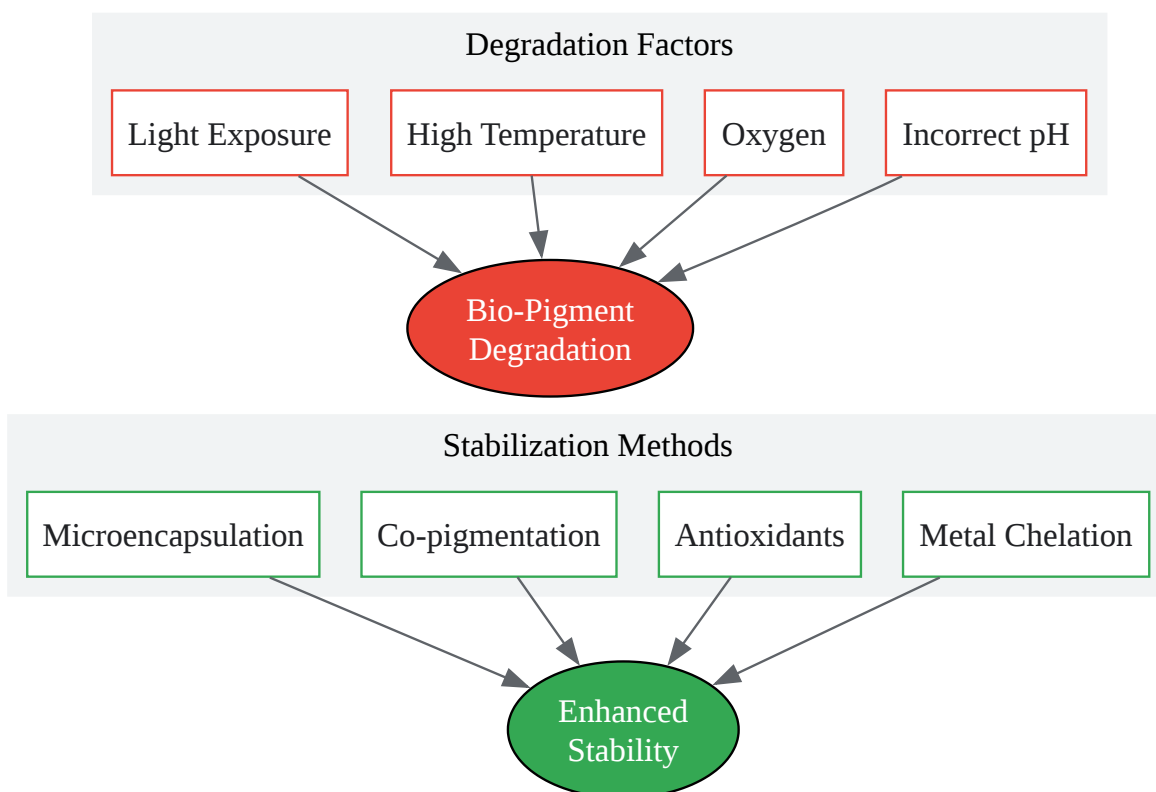 Degradation Factors
Light Exposure
High Temperature
Oxygen
Incorrect pH
Bio-Pigment
Degradation
Stabilization Methods
Microencapsulation
Co-pigmentation
Antioxidants
Metal Chelation
Enhanced
Stability